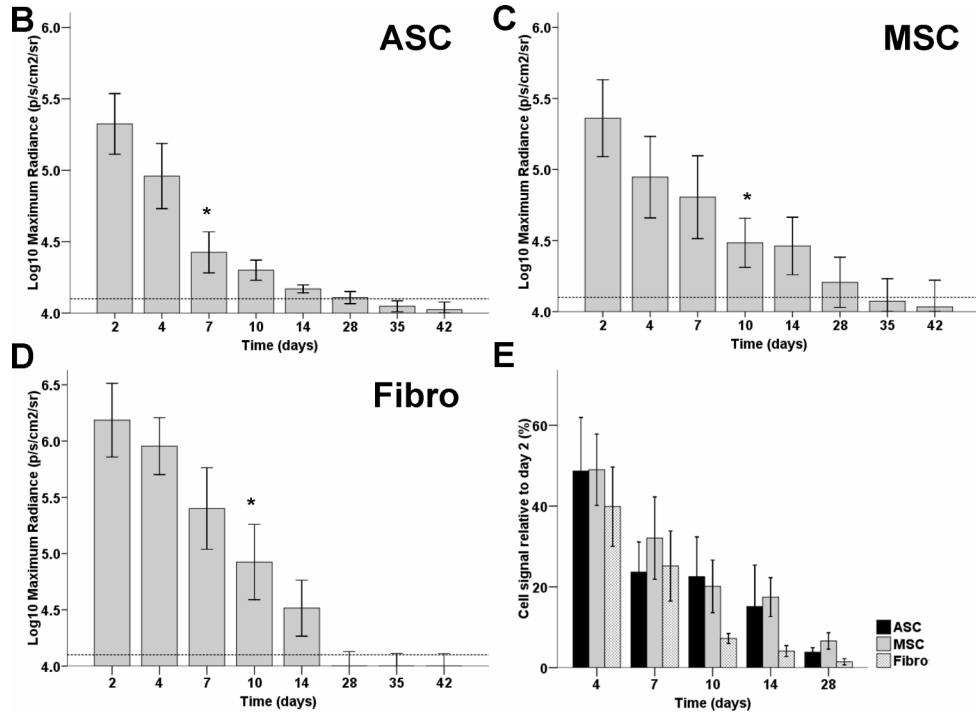 B
ASC
Log10 Maximum Radiance (p/s/cm2/sr)
6.0
5.5
5.0
4.5
4.0
*
2 4 7 10 14 28 35 42
Time (days)
C
MSC
Log10 Maximum Radiance (p/s/cm2/sr)
6.0
5.5
5.0
4.5
4.0
*
2 4 7 10 14 28 35 42
Time (days)
D
Fibro
Log10 Maximum Radiance (p/s/cm2/sr)
6.5
6.0
5.5
5.0
4.5
4.0
*
2 4 7 10 14 28 35 42
Time (days)
E
Cell signal relative to day 2 (%)
60
40
20
0
4 7 10 14 28
Time (days)
ASC
MSC
Fibro